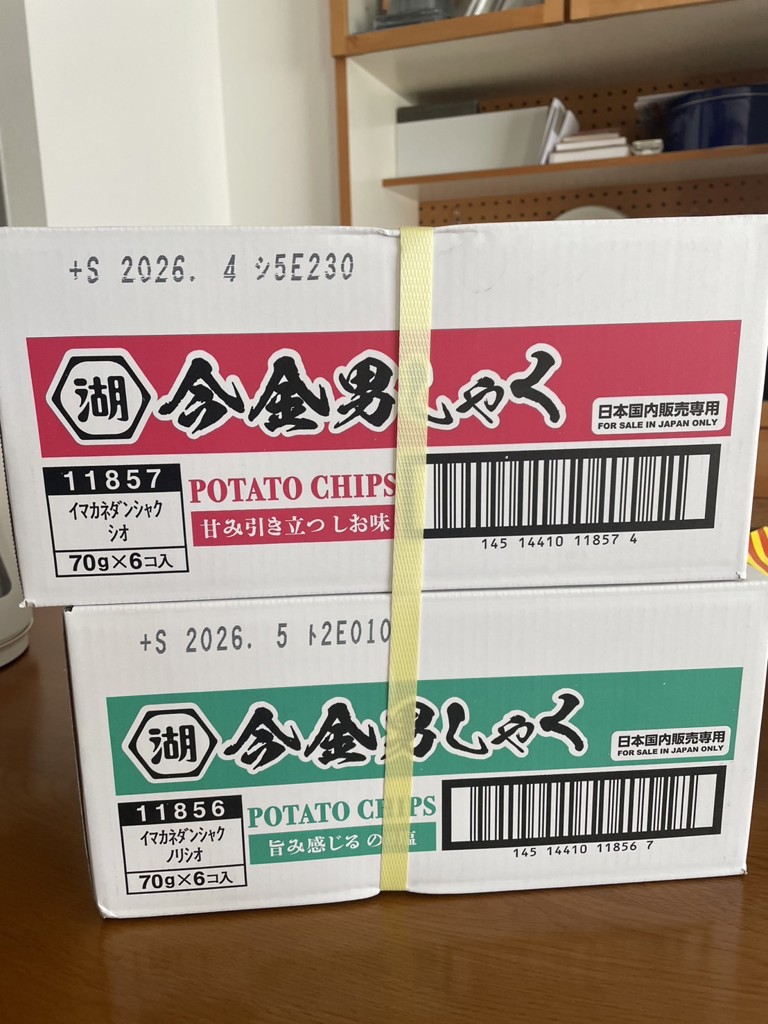 +S 2026. 4 シ5E230
湖 今金男しゃく
日本国内販売専用
FOR SALE IN JAPAN ONLY
11857
イマカネダンシャク
シオ
70g×6コ入
POTATO CHIPS
甘み引き立つ しお味
145 14410 11857 4
+S 2026. 5 ト2E010
湖 今金男しゃく
日本国内販売専用
FOR SALE IN JAPAN ONLY
11856
イマカネダンシャク
ノリシオ
70g×6コ入
POTATO CHIPS
旨み感じる の 塩
145 14410 11856 7